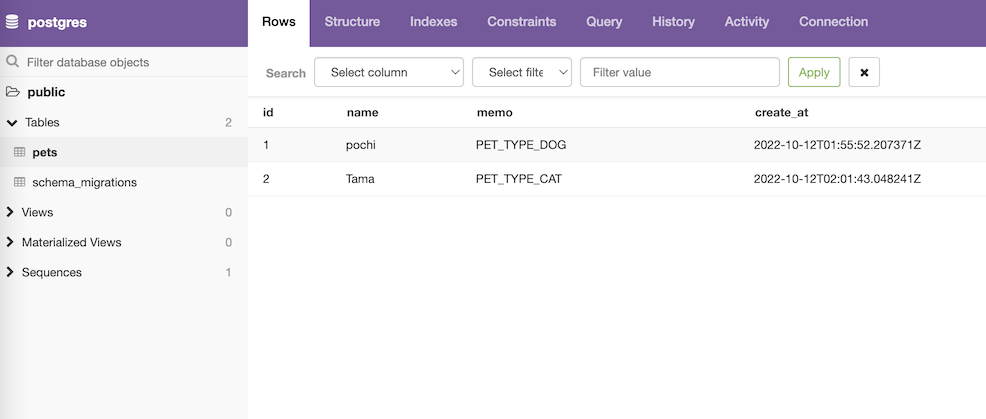 postgres
Rows Structure Indexes Constraints Query History Activity Connection
Filter database objects
public
Tables 2
pets
schema_migrations
Views 0
Materialized Views 0
Sequences 1
Search Select column Select filte Filter value Apply
id name memo create_at
1 pochi PET_TYPE_DOG 2022-10-12T01:55:52.207371Z
2 Tama PET_TYPE_CAT 2022-10-12T02:01:43.048241Z